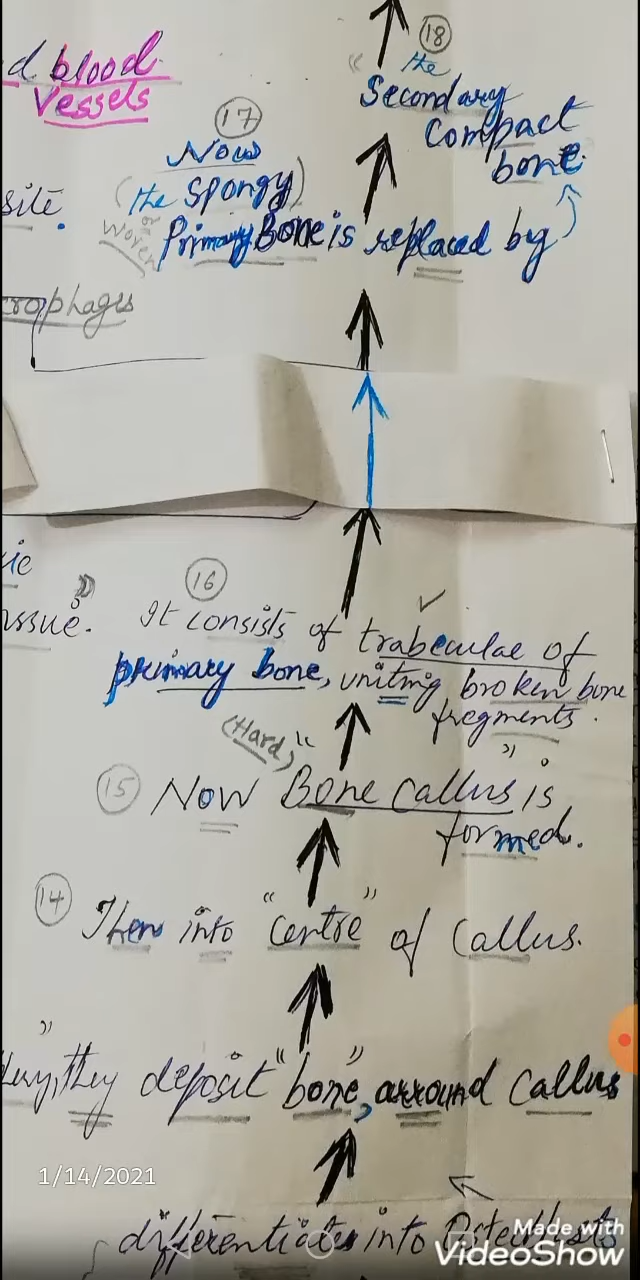 18
the
Secondary
Compact
bone
d blood
Vessels
17
Now
(the Spongy)
or
Woven
Primary Bone is replaced by
site.
rophages
16
ssue.
It consists of trabeculae of
primary bone, uniting broken bone
fregments.
(Hard)
15 Now "Bone Callus" is
formed.
14
Then into "centre" of Callus.
they deposit "bone", arround Callus
1/14/2021
differentiates into Osteoblasts
Made with
VideoShow